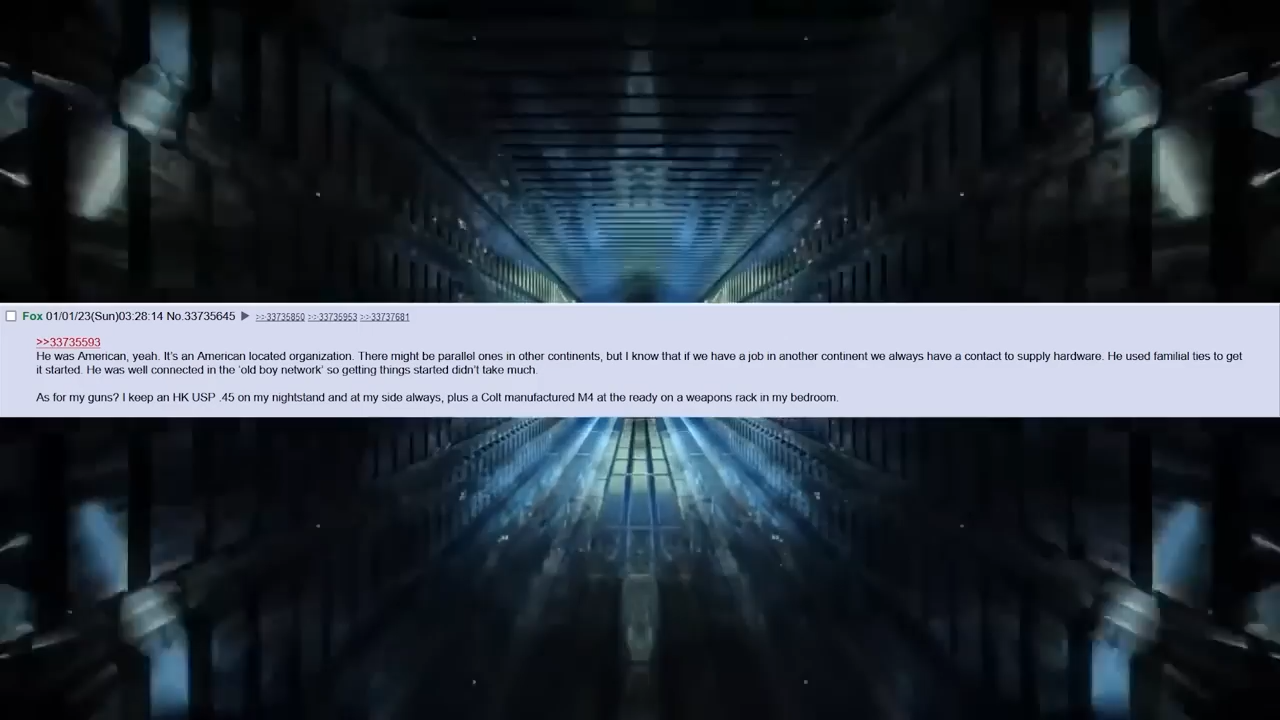 Fox 01/01/23(Sun)03:28:14 No.33735645 ▶ >>33735850 >>33735953 >>33737681
>>33735593
He was American, yeah. It's an American located organization. There might be parallel ones in other continents, but I know that if we have a job in another continent we always have a contact to supply hardware. He used familial ties to get
it started. He was well connected in the 'old boy network' so getting things started didn't take much.
As for my guns? I keep an HK USP .45 on my nightstand and at my side always, plus a Colt manufactured M4 at the ready on a weapons rack in my bedroom.